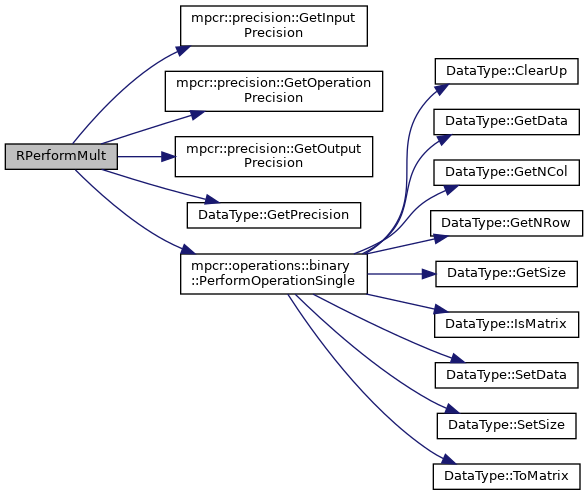 RPerformMult
mpcr::precision::GetInput
Precision
mpcr::precision::GetOperation
Precision
mpcr::precision::GetOutput
Precision
DataType::GetPrecision
mpcr::operations::binary
::PerformOperationSingle
DataType::ClearUp
DataType::GetData
DataType::GetNCol
DataType::GetNRow
DataType::GetSize
DataType::IsMatrix
DataType::SetData
DataType::SetSize
DataType::ToMatrix